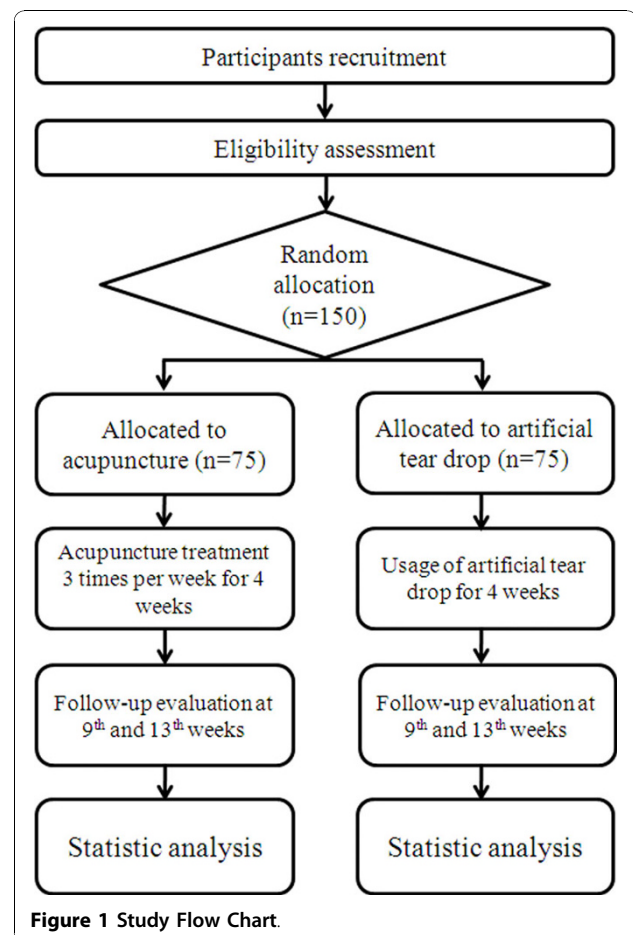 Participants recruitment
Eligibility assessment
Random
allocation
(n=150)
Allocated to
acupuncture (n=75)
Allocated to artificial
tear drop (n=75)
Acupuncture treatment
3 times per week for 4
weeks
Usage of artificial tear
drop for 4 weeks
Follow-up evaluation at
9th and 13th weeks
Follow-up evaluation at
9th and 13th weeks
Statistic analysis
Statistic analysis
Figure 1 Study Flow Chart.